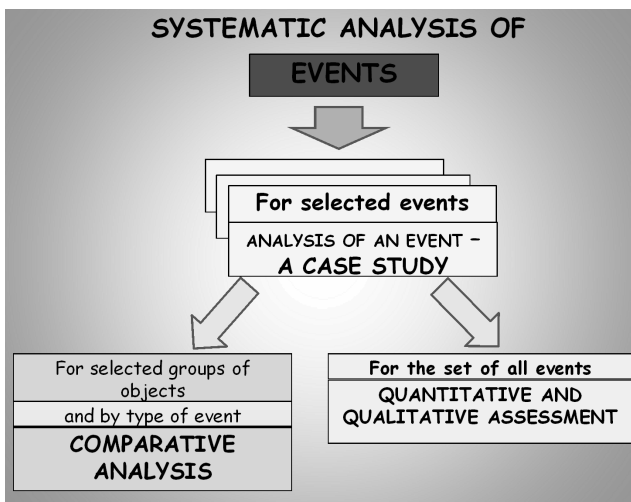 SYSTEMATIC ANALYSIS OF
EVENTS
For selected events
ANALYSIS OF AN EVENT –
A CASE STUDY
For selected groups of
objects
and by type of event
COMPARATIVE
ANALYSIS
For the set of all events
QUANTITATIVE AND
QUALITATIVE ASSESSMENT